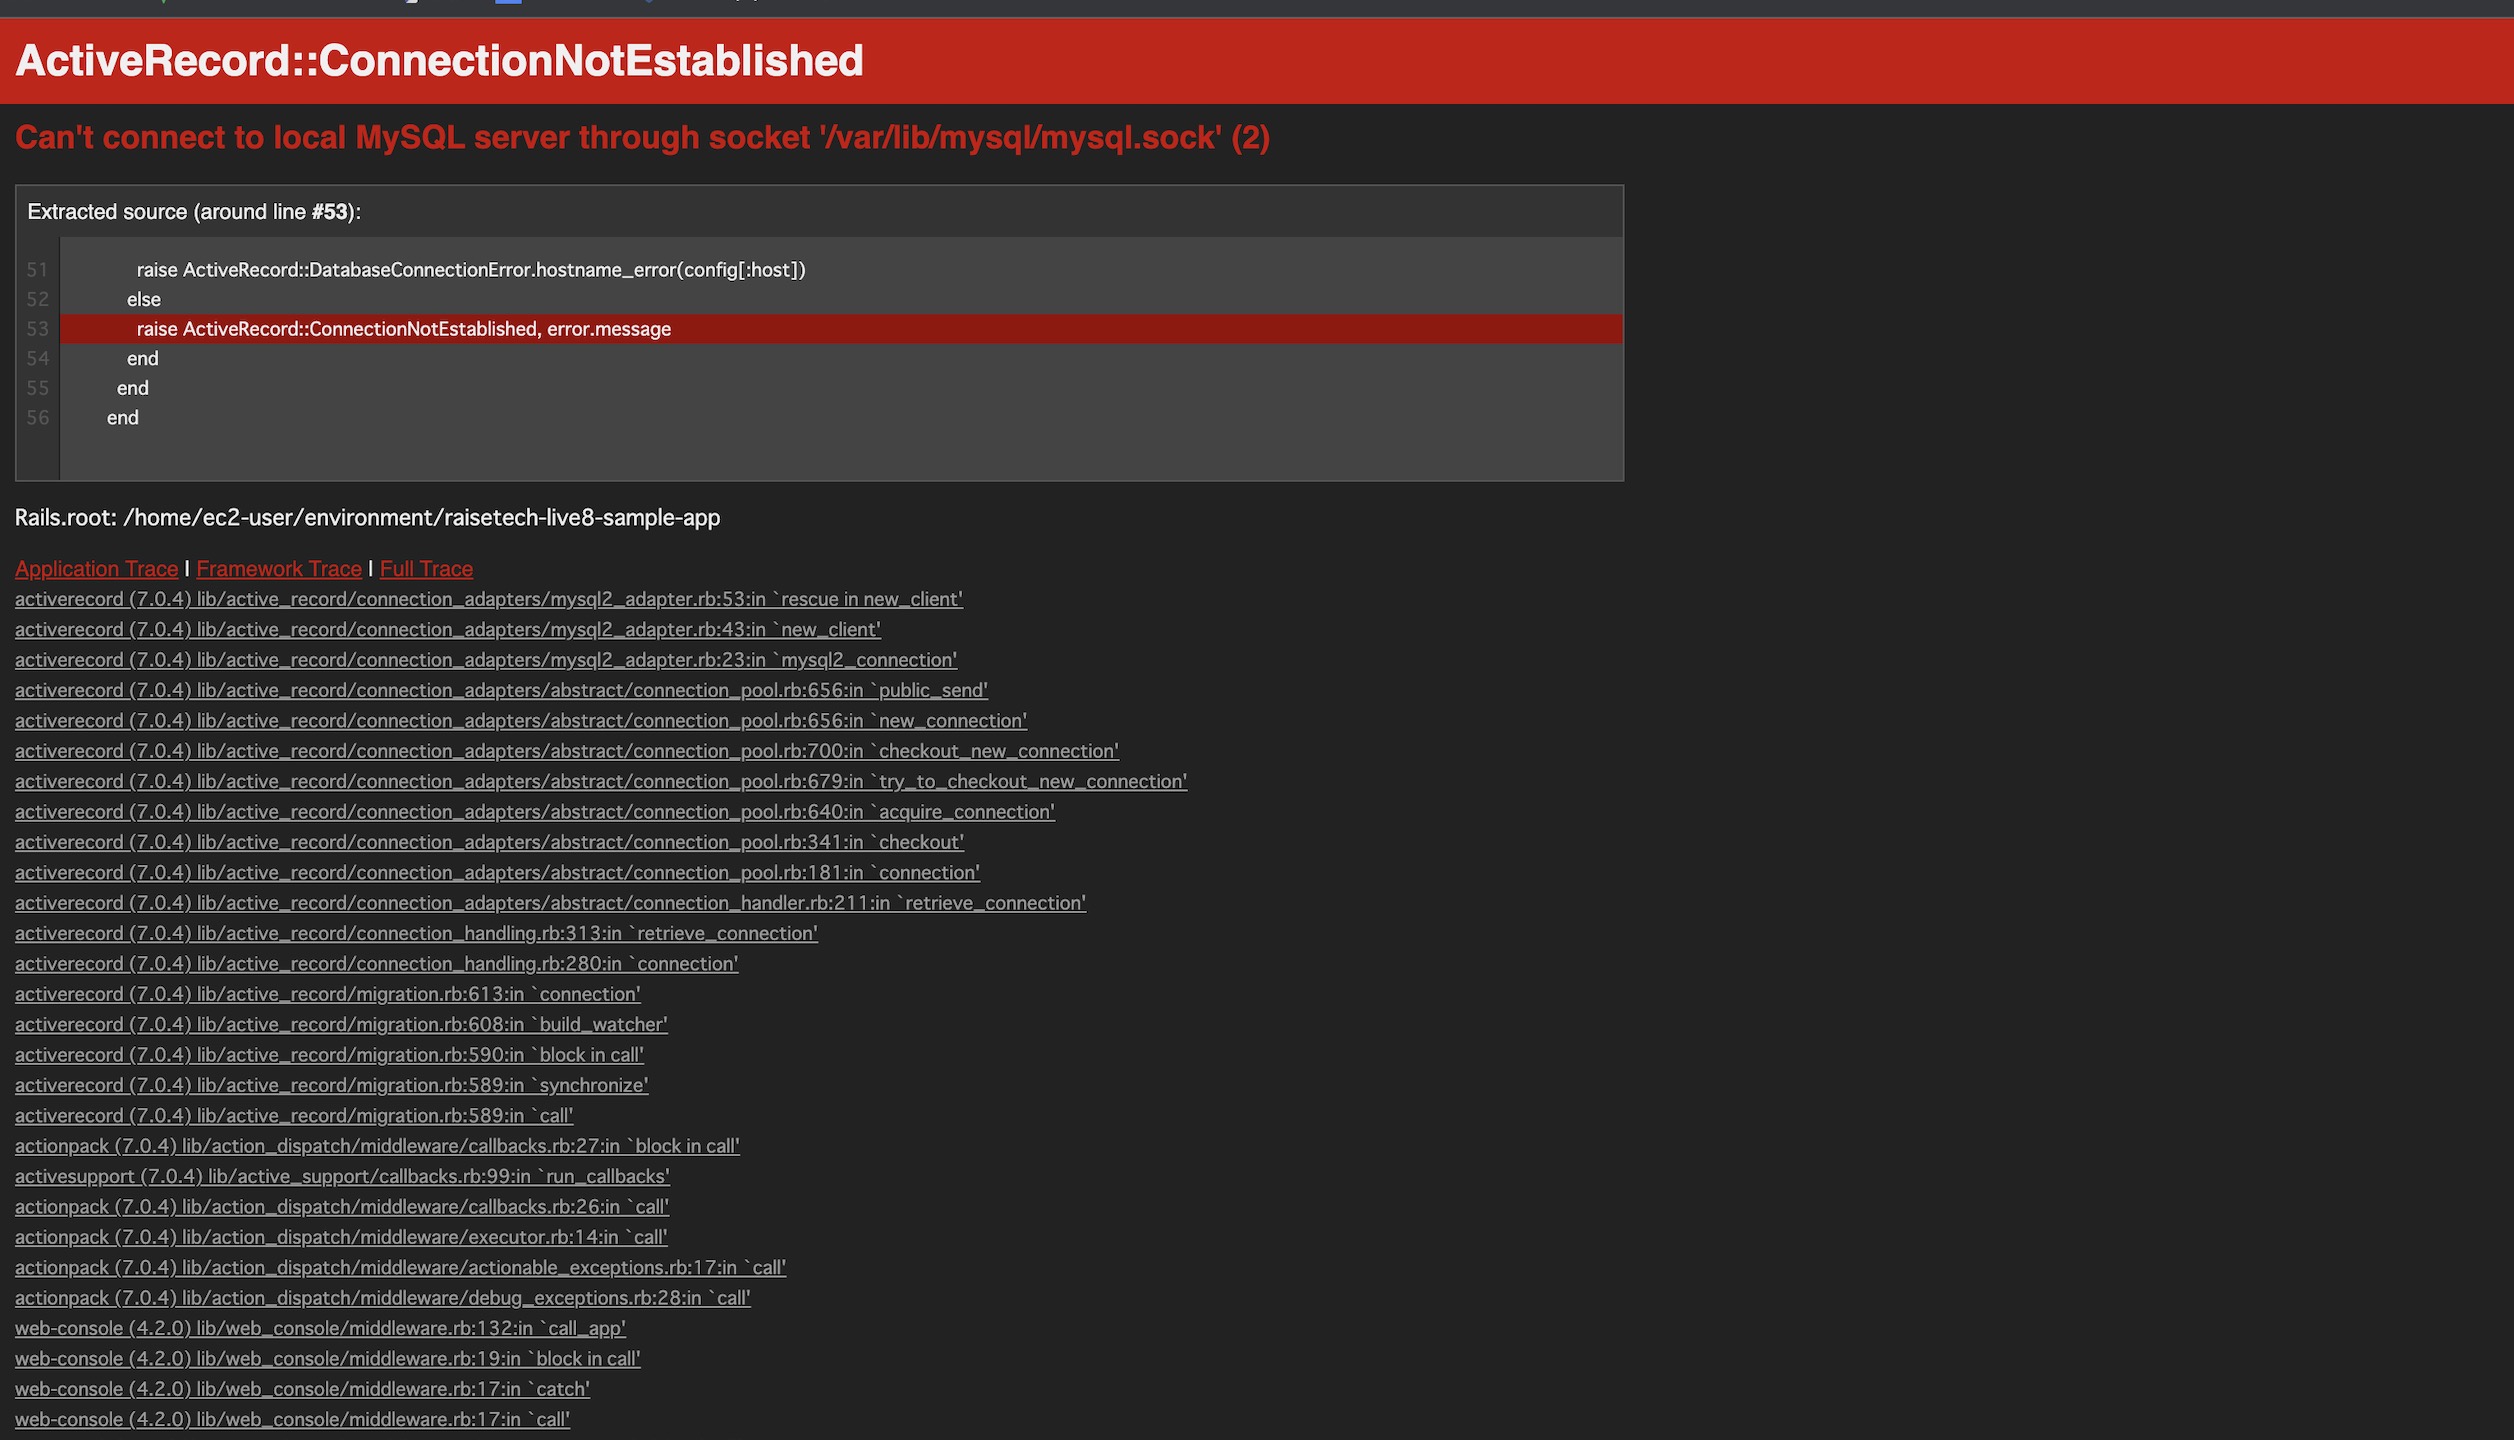 ActiveRecord::ConnectionNotEstablished
Can't connect to local MySQL server through socket '/var/lib/mysql/mysql.sock' (2)
Extracted source (around line #53):
51 raise ActiveRecord::DatabaseConnectionError.hostname_error(config[:host])
52 else
53 raise ActiveRecord::ConnectionNotEstablished, error.message
54 end
55 end
56 end
Rails.root: /home/ec2-user/environment/raisetech-live8-sample-app
Application Trace | Framework Trace | Full Trace
activerecord (7.0.4) lib/active_record/connection_adapters/mysql2_adapter.rb:53:in `rescue in new_client'
activerecord (7.0.4) lib/active_record/connection_adapters/mysql2_adapter.rb:43:in `new_client'
activerecord (7.0.4) lib/active_record/connection_adapters/mysql2_adapter.rb:23:in `mysql2_connection'
activerecord (7.0.4) lib/active_record/connection_adapters/abstract/connection_pool.rb:656:in `public_send'
activerecord (7.0.4) lib/active_record/connection_adapters/abstract/connection_pool.rb:656:in `new_connection'
activerecord (7.0.4) lib/active_record/connection_adapters/abstract/connection_pool.rb:700:in `checkout_new_connection'
activerecord (7.0.4) lib/active_record/connection_adapters/abstract/connection_pool.rb:679:in `try_to_checkout_new_connection'
activerecord (7.0.4) lib/active_record/connection_adapters/abstract/connection_pool.rb:640:in `acquire_connection'
activerecord (7.0.4) lib/active_record/connection_adapters/abstract/connection_pool.rb:341:in `checkout'
activerecord (7.0.4) lib/active_record/connection_adapters/abstract/connection_pool.rb:181:in `connection'
activerecord (7.0.4) lib/active_record/connection_adapters/abstract/connection_handler.rb:211:in `retrieve_connection'
activerecord (7.0.4) lib/active_record/connection_handling.rb:313:in `retrieve_connection'
activerecord (7.0.4) lib/active_record/connection_handling.rb:280:in `connection'
activerecord (7.0.4) lib/active_record/migration.rb:613:in `connection'
activerecord (7.0.4) lib/active_record/migration.rb:608:in `build_watcher'
activerecord (7.0.4) lib/active_record/migration.rb:590:in `block in call'
activerecord (7.0.4) lib/active_record/migration.rb:589:in `synchronize'
activerecord (7.0.4) lib/active_record/migration.rb:589:in `call'
actionpack (7.0.4) lib/action_dispatch/middleware/callbacks.rb:27:in `block in call'
activesupport (7.0.4) lib/active_support/callbacks.rb:99:in `run_callbacks'
actionpack (7.0.4) lib/action_dispatch/middleware/callbacks.rb:26:in `call'
actionpack (7.0.4) lib/action_dispatch/middleware/executor.rb:14:in `call'
actionpack (7.0.4) lib/action_dispatch/middleware/actionable_exceptions.rb:17:in `call'
actionpack (7.0.4) lib/action_dispatch/middleware/debug_exceptions.rb:28:in `call'
web-console (4.2.0) lib/web_console/middleware.rb:132:in `call_app'
web-console (4.2.0) lib/web_console/middleware.rb:19:in `block in call'
web-console (4.2.0) lib/web_console/middleware.rb:17:in `catch'
web-console (4.2.0) lib/web_console/middleware.rb:17:in `call'